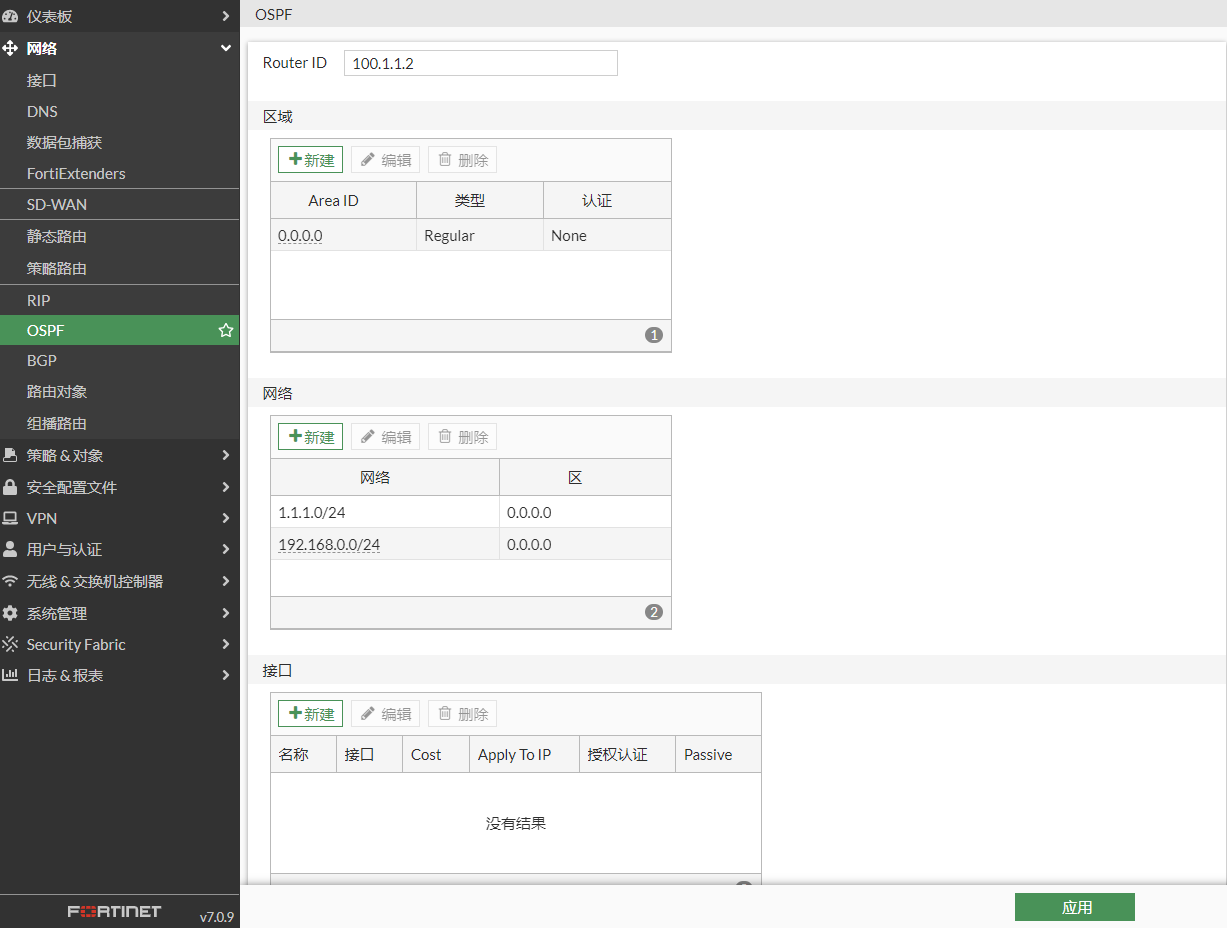 仪表板
网络
接口
DNS
数据包捕获
FortiExtenders
SD-WAN
静态路由
策略路由
RIP
OSPF
BGP
路由对象
组播路由
策略 & 对象
安全配置文件
VPN
用户与认证
无线 & 交换机控制器
系统管理
Security Fabric
日志 & 报表
FORTINET v7.0.9
OSPF
Router ID 100.1.1.2
区域
新建 编辑 删除
Area ID 类型 认证
0.0.0.0 Regular None
1
网络
新建 编辑 删除
网络 区
1.1.1.0/24 0.0.0.0
192.168.0.0/24 0.0.0.0
2
接口
新建 编辑 删除
名称 接口 Cost Apply To IP 授权认证 Passive
没有结果
应用